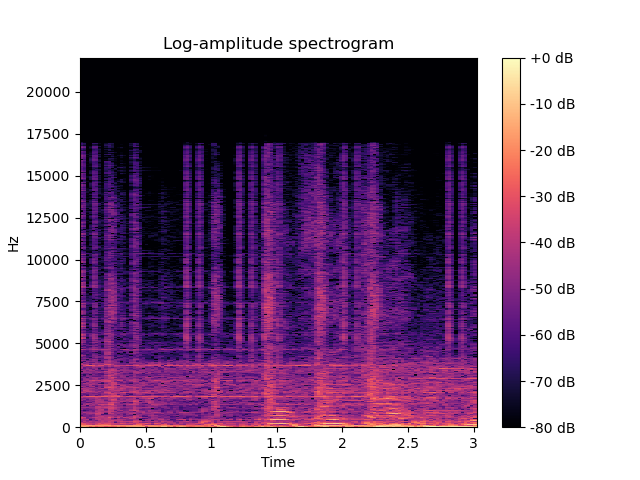 Log-amplitude spectrogram
20000
17500
15000
12500
10000
7500
5000
2500
0
Hz
0 0.5 1 1.5 2 2.5 3
Time
+0 dB
-10 dB
-20 dB
-30 dB
-40 dB
-50 dB
-60 dB
-70 dB
-80 dB